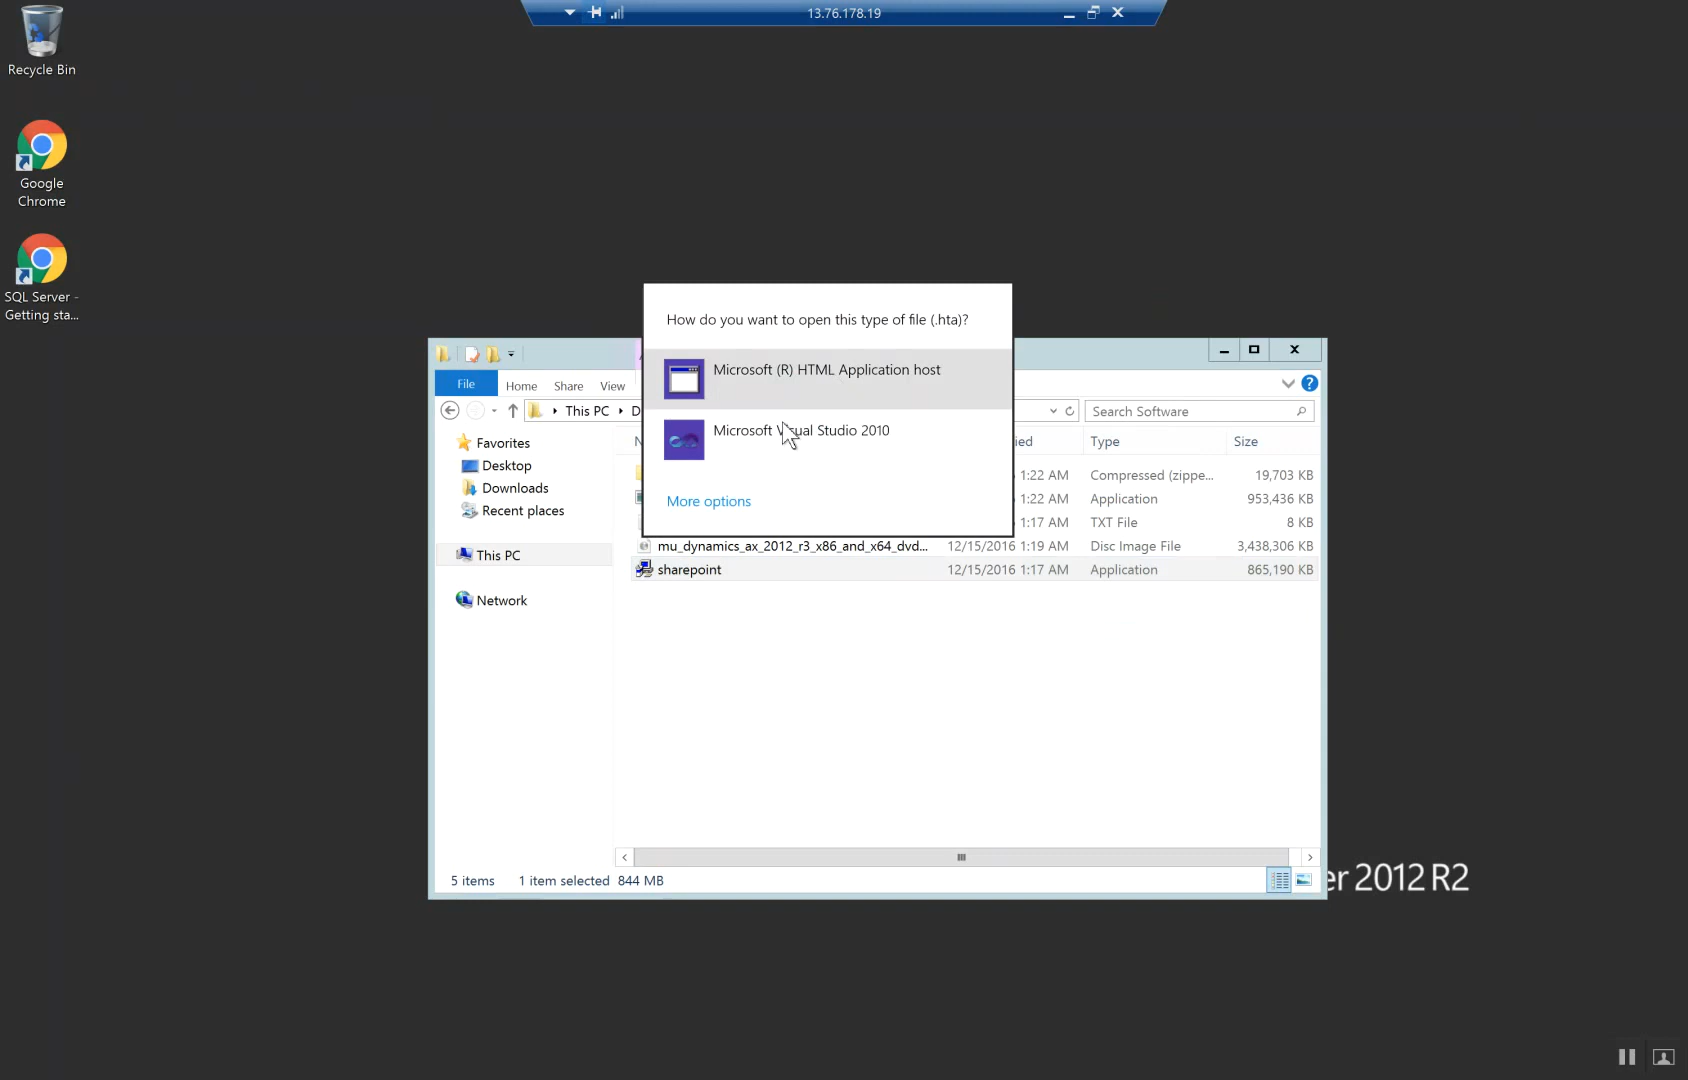 13.76.178.19
Recycle Bin
Google
Chrome
SQL Server -
Getting sta...
How do you want to open this type of file (.hta)?
Microsoft (R) HTML Application host
Microsoft Visual Studio 2010
More options
File Home Share View
This PC
Search Software
Type Size
Favorites
Desktop
Downloads
Recent places
This PC
Network
1:22 AM Compressed (zippe... 19,703 KB
1:22 AM Application 953,436 KB
1:17 AM TXT File 8 KB
mu_dynamics_ax_2012_r3_x86_and_x64_dvd... 12/15/2016 1:19 AM Disc Image File 3,438,306 KB
sharepoint 12/15/2016 1:17 AM Application 865,190 KB
5 items 1 item selected 844 MB
er 2012 R2